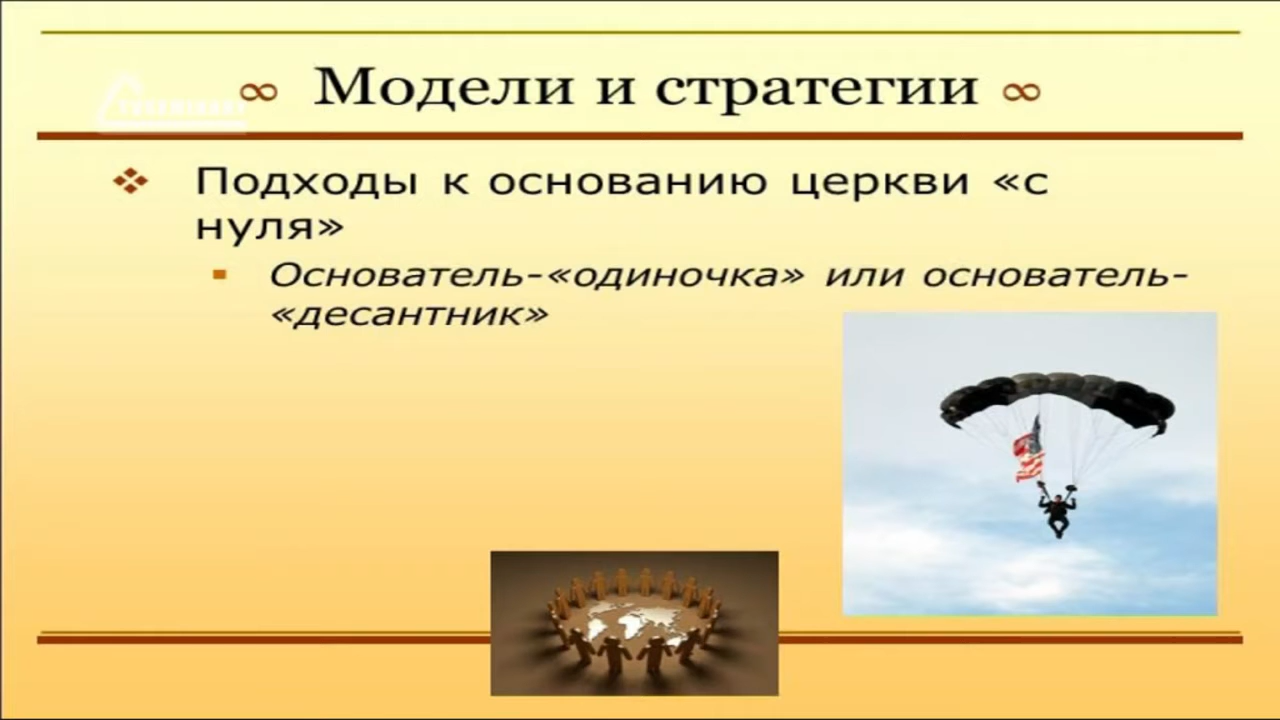 ∞ Модели и стратегии ∞
Подходы к основанию церкви «с
нуля»
Основатель-«одиночка» или основатель-
«десантник»